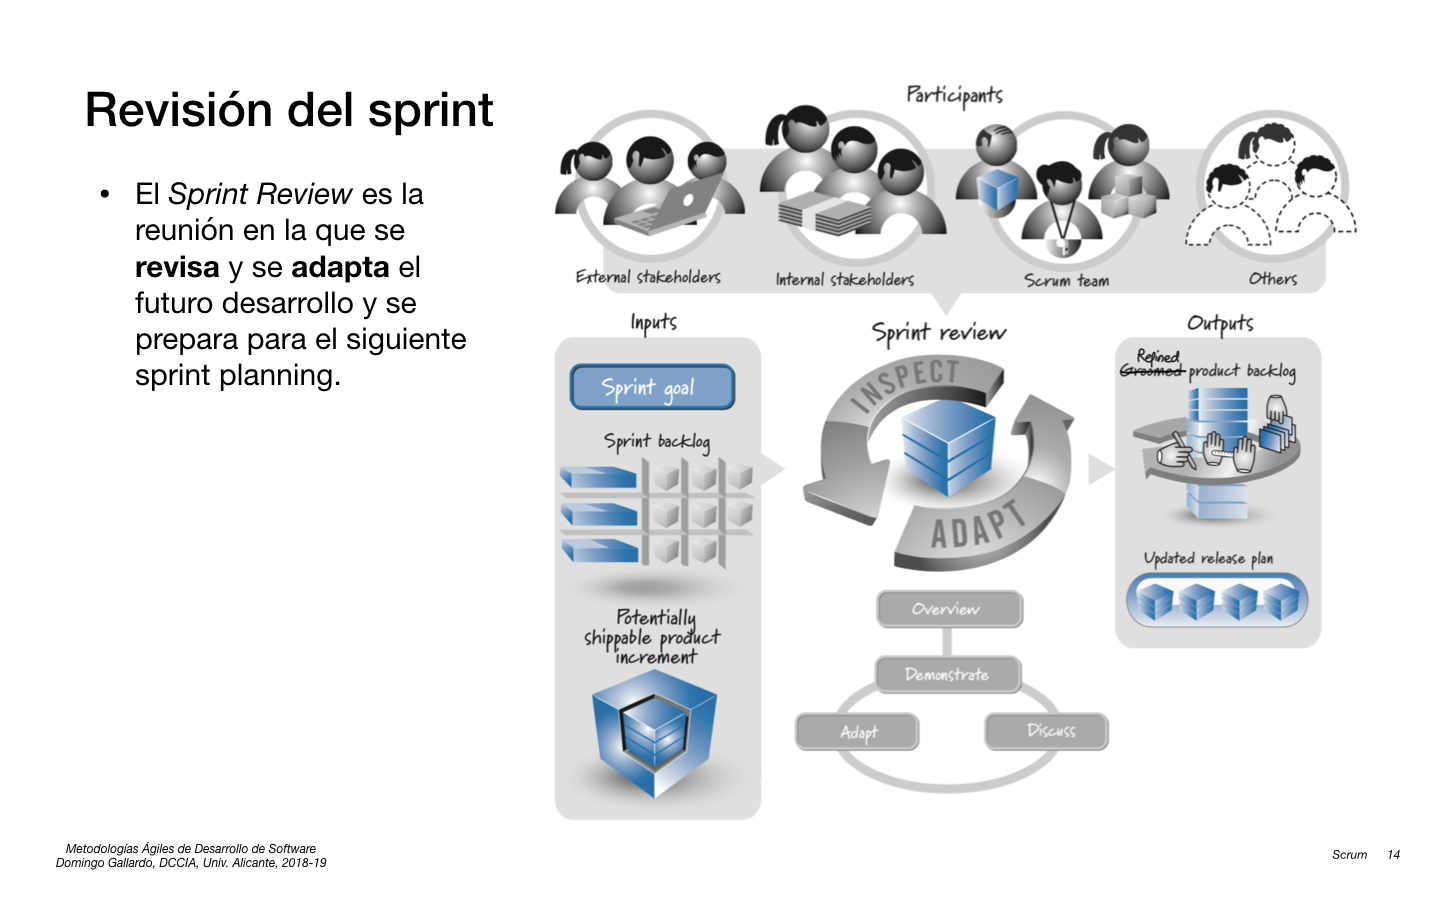 Revisión del sprint
• El Sprint Review es la
reunión en la que se
revisa y se adapta el
futuro desarrollo y se
prepara para el siguiente
sprint planning.
Participants
External stakeholders
Internal stakeholders
Scrum team
Others
Inputs
Sprint goal
Sprint backlog
Potentially
shippable product
increment
Sprint review
INSPECT
ADAPT
Overview
Demonstrate
Adapt
Discuss
Outputs
Refined
Groomed product backlog
Updated release plan
Metodologías Ágiles de Desarrollo de Software
Domingo Gallardo, DCCIA, Univ. Alicante, 2018-19
Scrum 14